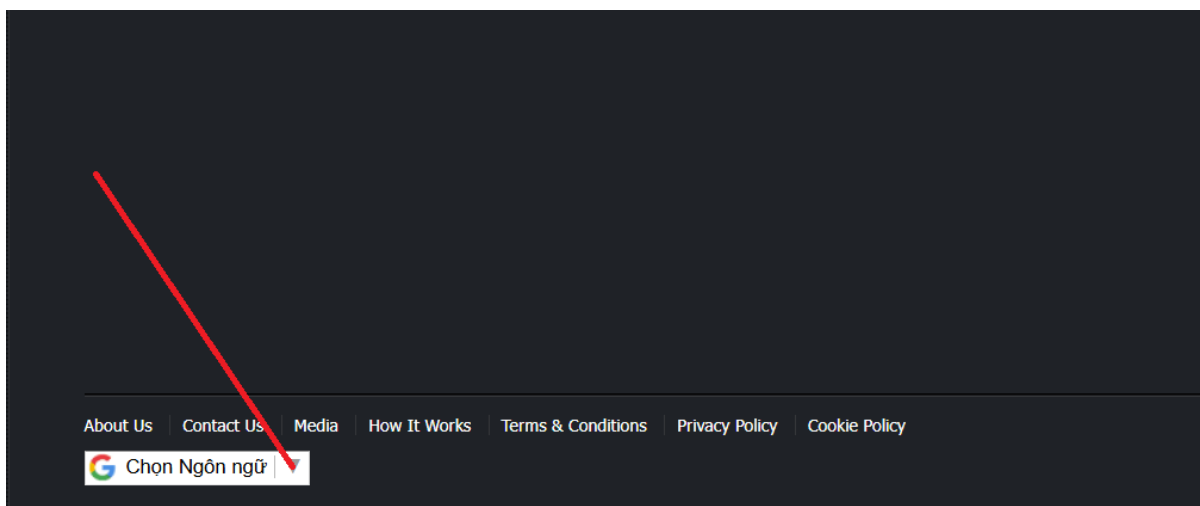 About Us Contact Us Media How It Works Terms & Conditions Privacy Policy Cookie Policy
Chọn Ngôn ngữ